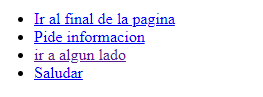 Ir al final de la pagina
Pide informacion
ir a algun lado
Saludar